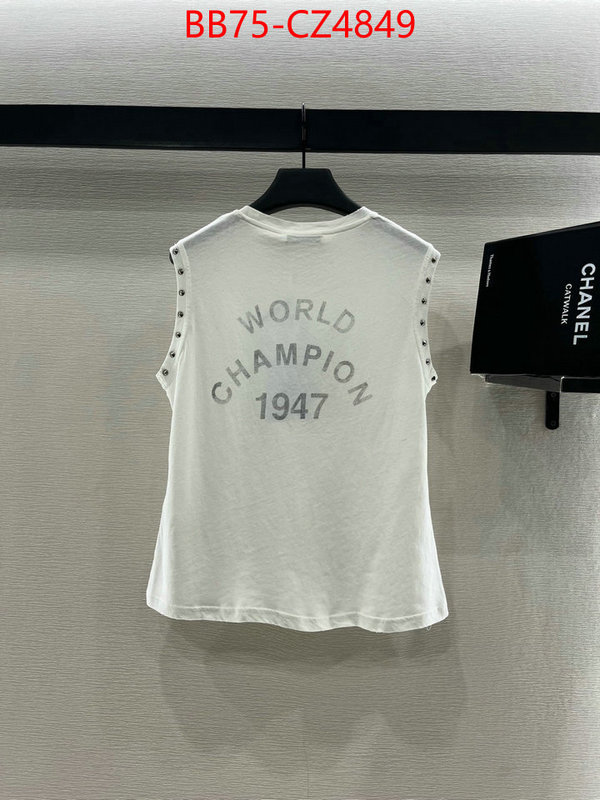 BB75-CZ4849
WORLD
CHAMPION
1947
CHANEL
CATWALK